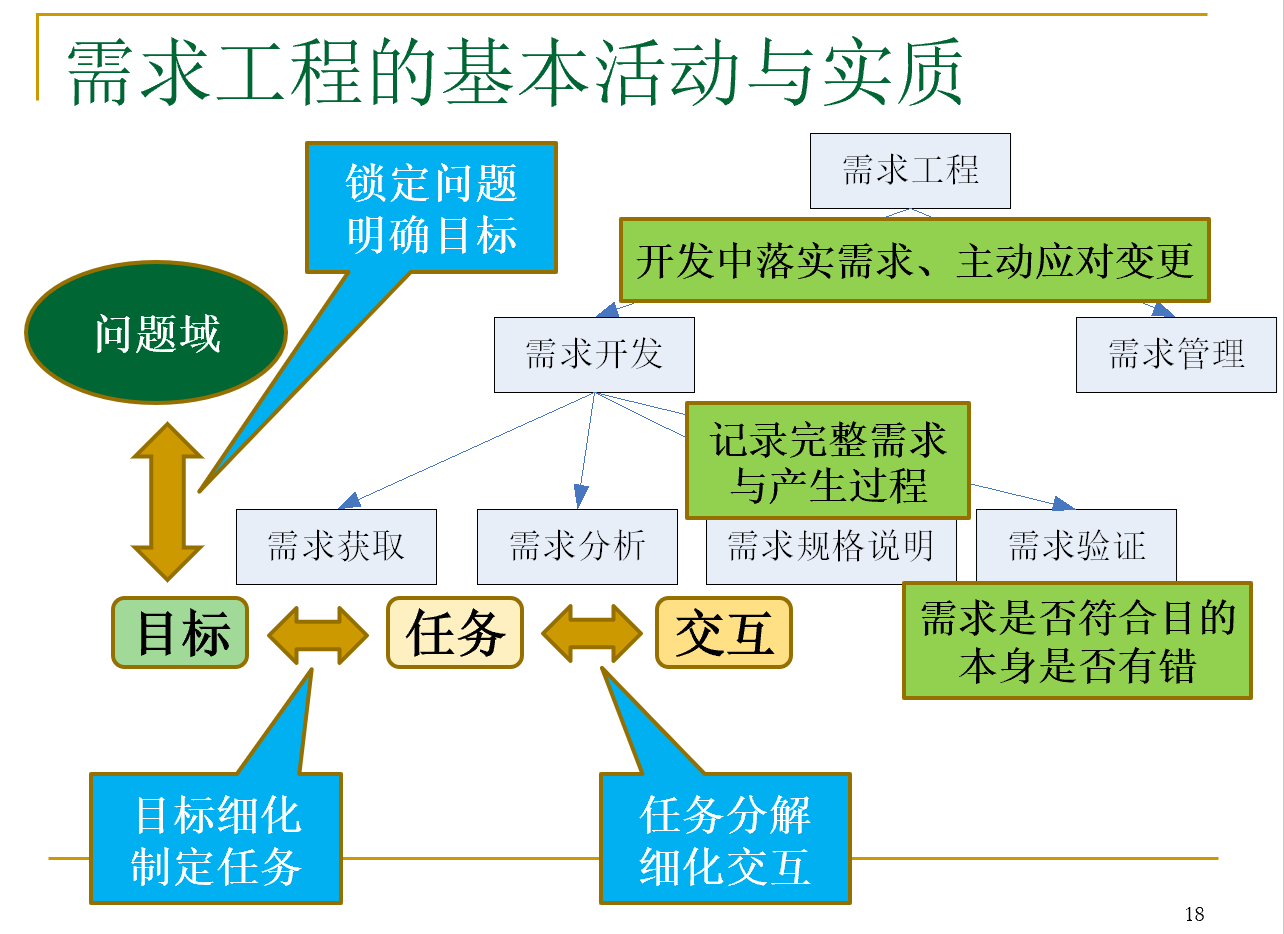 需求工程的基本活动与实质
锁定问题
明确目标
需求工程
开发中落实需求、主动应对变更
问题域
需求开发
需求管理
记录完整需求
与产生过程
需求获取
需求分析
需求规格说明
需求验证
目标
任务
交互
需求是否符合目的
本身是否有错
目标细化
制定任务
任务分解
细化交互
18